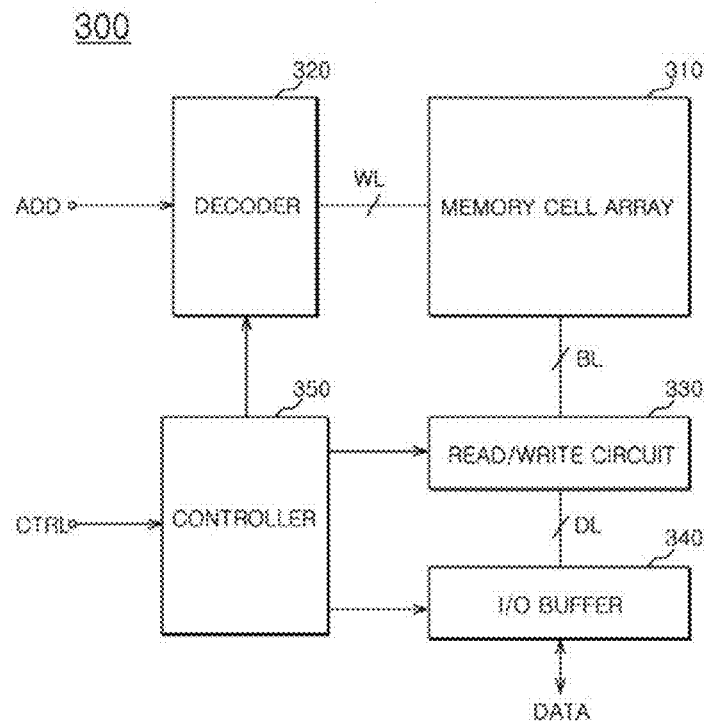 300
320
310
ADD
DECODER
WL
MEMORY CELL ARRAY
BL
350
330
CTRL
CONTROLLER
READ/WRITE CIRCUIT
DL
340
I/O BUFFER
DATA